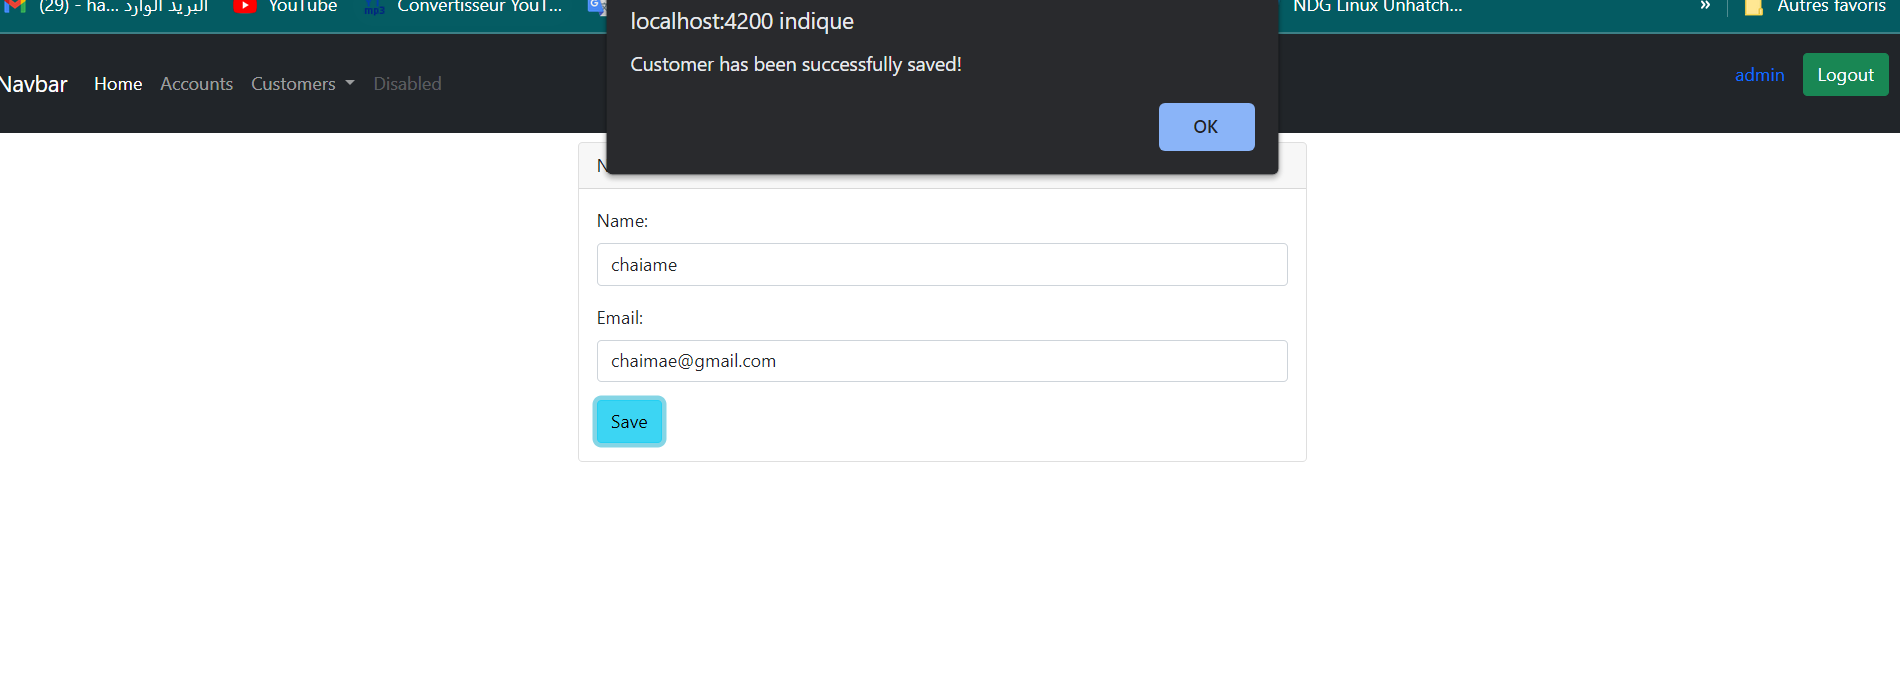 (29) - ha... البريد الوارد YouTube Convertisseur YouT... NDG Linux Unhatch... » Autres favoris
localhost:4200 indique
Customer has been successfully saved!
OK
Navbar Home Accounts Customers Disabled admin Logout
Name:
chaiame
Email:
chaimae@gmail.com
Save